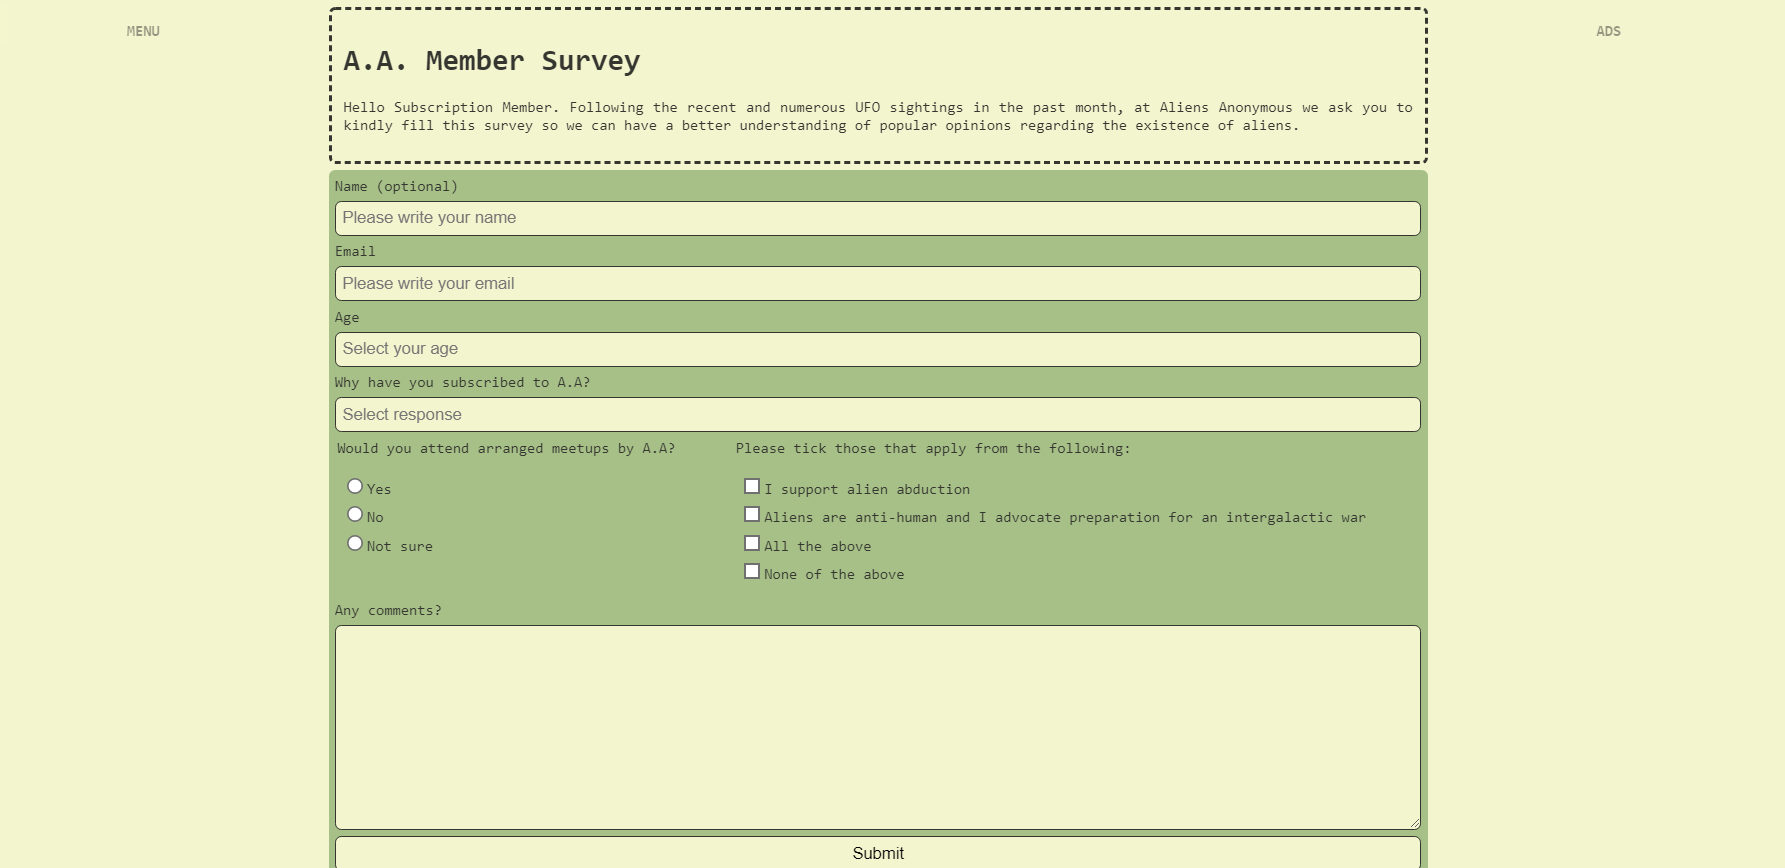 MENU
ADS
A.A. Member Survey
Hello Subscription Member. Following the recent and numerous UFO sightings in the past month, at Aliens Anonymous we ask you to
kindly fill this survey so we can have a better understanding of popular opinions regarding the existence of aliens.
Name (optional)
Please write your name
Email
Please write your email
Age
Select your age
Why have you subscribed to A.A?
Select response
Would you attend arranged meetups by A.A?
Yes
No
Not sure
Please tick those that apply from the following:
I support alien abduction
Aliens are anti-human and I advocate preparation for an intergalactic war
All the above
None of the above
Any comments?
Submit